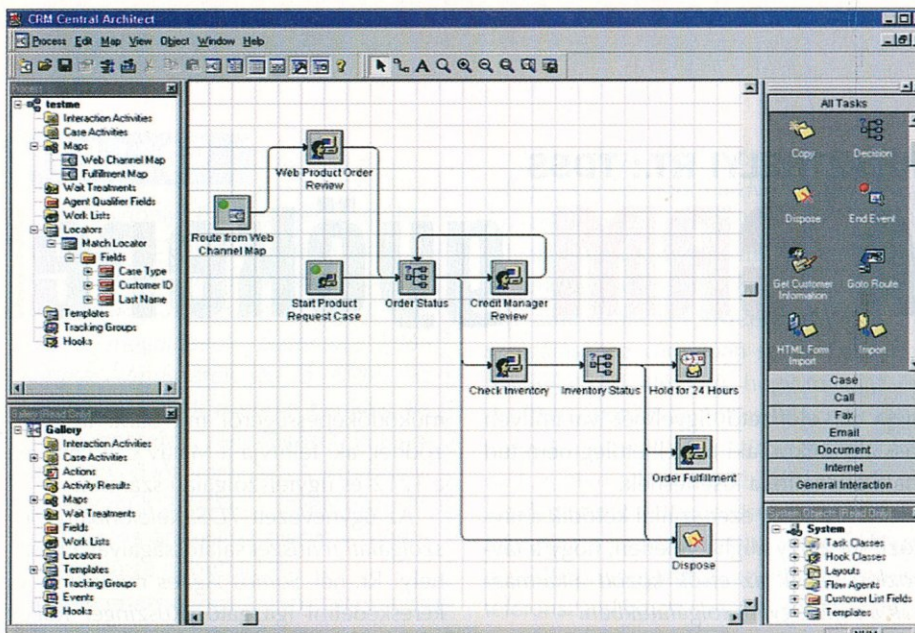 CRM Central Architect
Process Edit Map View Object Window Help
Process
testme
Interaction Activities
Case Activities
Maps
Web Channel Map
Fulfillment Map
Wait Treatments
Agent Qualifier Fields
Work Lists
Locators
Match Locator
Fields
Case Type
Customer ID
Last Name
Templates
Tracking Groups
Hooks
Gallery (Read Only)
Gallery
Interaction Activities
Case Activities
Actions
Activity Results
Maps
Wait Treatments
Fields
Work Lists
Locators
Templates
Tracking Groups
Events
Hooks
Web Product Order
Review
Route from Web
Channel Map
Start Product
Request Case
Order Status
Credit Manager
Review
Check Inventory
Inventory Status
Hold for 24 Hours
Order Fulfillment
Dispose
All Tasks
Copy
Decision
Dispose
End Event
Get Customer
Information
Goto Route
HTML Form
Import
Import
Case
Call
Fax
Email
Document
Internet
General Interaction
System Objects (Read Only)
System
Task Classes
Hook Classes
Layouts
Flow Agents
Customer List Fields
Templates
NUM